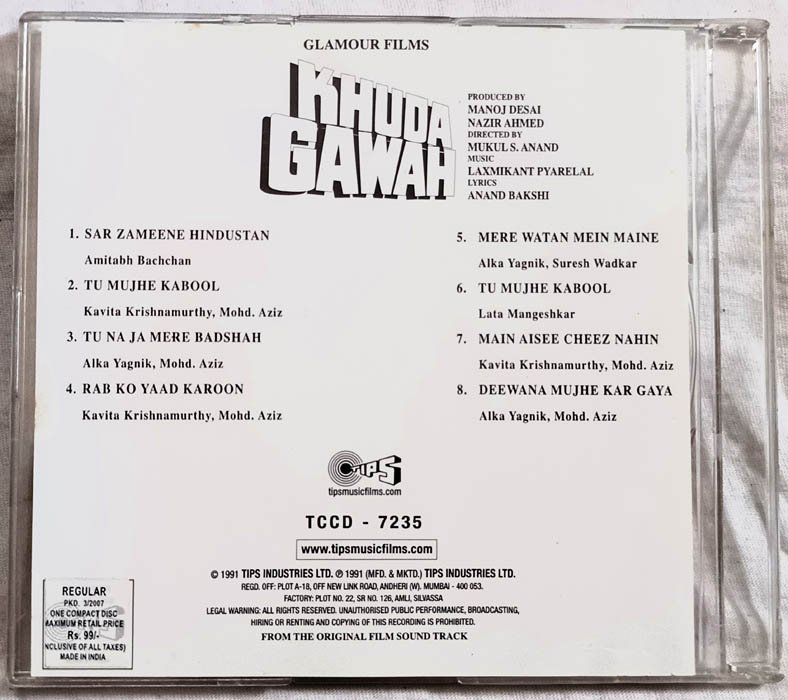 GLAMOUR FILMS
KHUDA
GAWAH
PRODUCED BY
MANOJ DESAI
NAZIR AHMED
DIRECTED BY
MUKUL S. ANAND
MUSIC
LAXMIKANT PYARELAL
LYRICS
ANAND BAKSHI
1. SAR ZAMEENE HINDUSTAN
Amitabh Bachchan
2. TU MUJHE KABOOL
Kavita Krishnamurthy, Mohd. Aziz
3. TU NA JA MERE BADSHAH
Alka Yagnik, Mohd. Aziz
4. RAB KO YAAD KAROON
Kavita Krishnamurthy, Mohd. Aziz
5. MERE WATAN MEIN MAINE
Alka Yagnik, Suresh Wadkar
6. TU MUJHE KABOOL
Lata Mangeshkar
7. MAIN AISEE CHEEZ NAHIN
Kavita Krishnamurthy, Mohd. Aziz
8. DEEWANA MUJHE KAR GAYA
Alka Yagnik, Mohd. Aziz
TIPS
tipsmusicfilms.com
TCCD - 7235
www.tipsmusicfilms.com
© 1991 TIPS INDUSTRIES LTD. ℗ 1991 (MFD. & MKTD.) TIPS INDUSTRIES LTD.
REGD. OFF: PLOT A-18, OFF NEW LINK ROAD, ANDHERI (W). MUMBAI - 400 053.
FACTORY: PLOT NO. 22, SR NO. 126, AMLI, SILVASSA
LEGAL WARNING: ALL RIGHTS RESERVED. UNAUTHORISED PUBLIC PERFORMANCE, BROADCASTING,
HIRING OR RENTING AND COPYING OF THIS RECORDING IS PROHIBITED.
FROM THE ORIGINAL FILM SOUND TRACK
REGULAR
PKD. 3/2007
ONE COMPACT DISC
MAXIMUM RETAIL PRICE
Rs. 99/-
NCLUSIVE OF ALL TAXES)
MADE IN INDIA